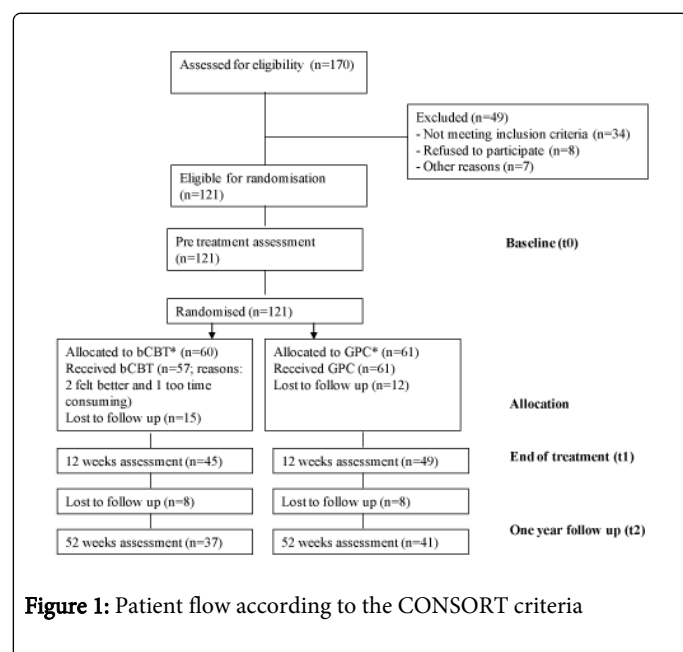 Assessed for eligibility (n=170)
Excluded (n=49)
- Not meeting inclusion criteria (n=34)
- Refused to participate (n=8)
- Other reasons (n=7)
Eligible for randomisation
(n=121)
Pre treatment assessment
(n=121)
Baseline (t0)
Randomised (n=121)
Allocated to bCBT* (n=60)
Received bCBT (n=57; reasons:
2 felt better and 1 too time
consuming)
Lost to follow up (n=15)
Allocated to GPC* (n=61)
Received GPC (n=61)
Lost to follow up (n=12)
Allocation
12 weeks assessment (n=45)
12 weeks assessment (n=49)
End of treatment (t1)
Lost to follow up (n=8)
Lost to follow up (n=8)
One year follow up (t2)
52 weeks assessment (n=37)
52 weeks assessment (n=41)
Figure 1: Patient flow according to the CONSORT criteria